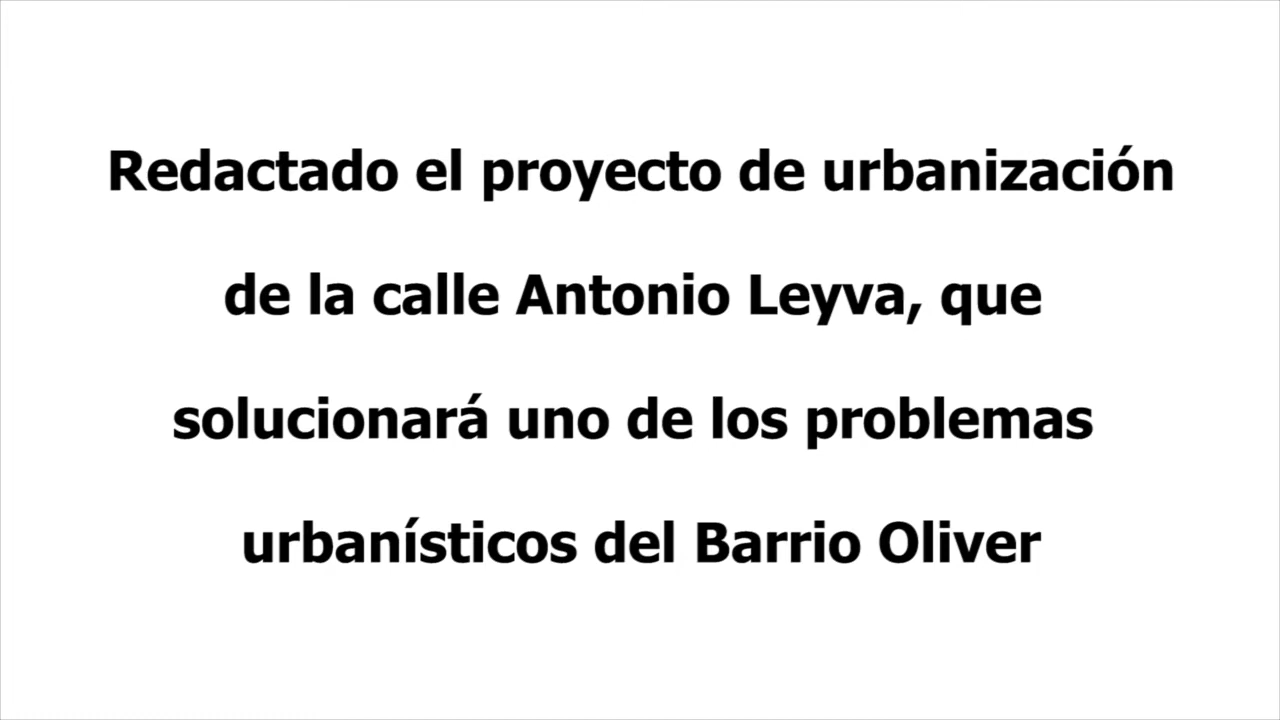 Redactado el proyecto de urbanización
de la calle Antonio Leyva, que
solucionará uno de los problemas
urbanísticos del Barrio Oliver